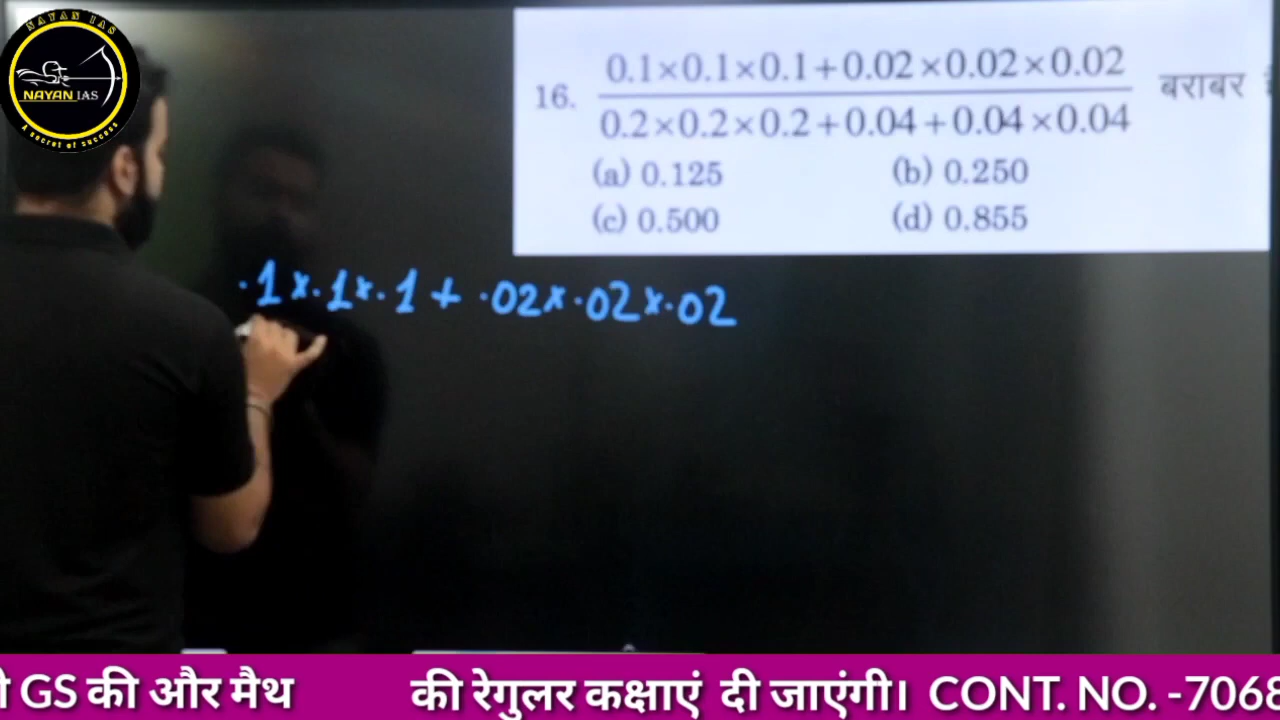 NAYAN IAS
NAYAN IAS
A secret of success
16. 0.1×0.1×0.1+0.02×0.02×0.02
0.2×0.2×0.2+0.04+0.04×0.04
बराबर
(a) 0.125 (b) 0.250
(c) 0.500 (d) 0.855
.1×.1×.1+ .02×.02×.02
GS की और मैथ की रेगुलर कक्षाएं दी जाएंगी। CONT. NO. -7068